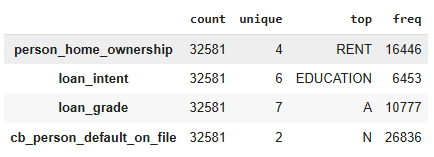 count unique top freq
person_home_ownership 32581 4 RENT 16446
loan_intent 32581 6 EDUCATION 6453
loan_grade 32581 7 A 10777
cb_person_default_on_file 32581 2 N 26836